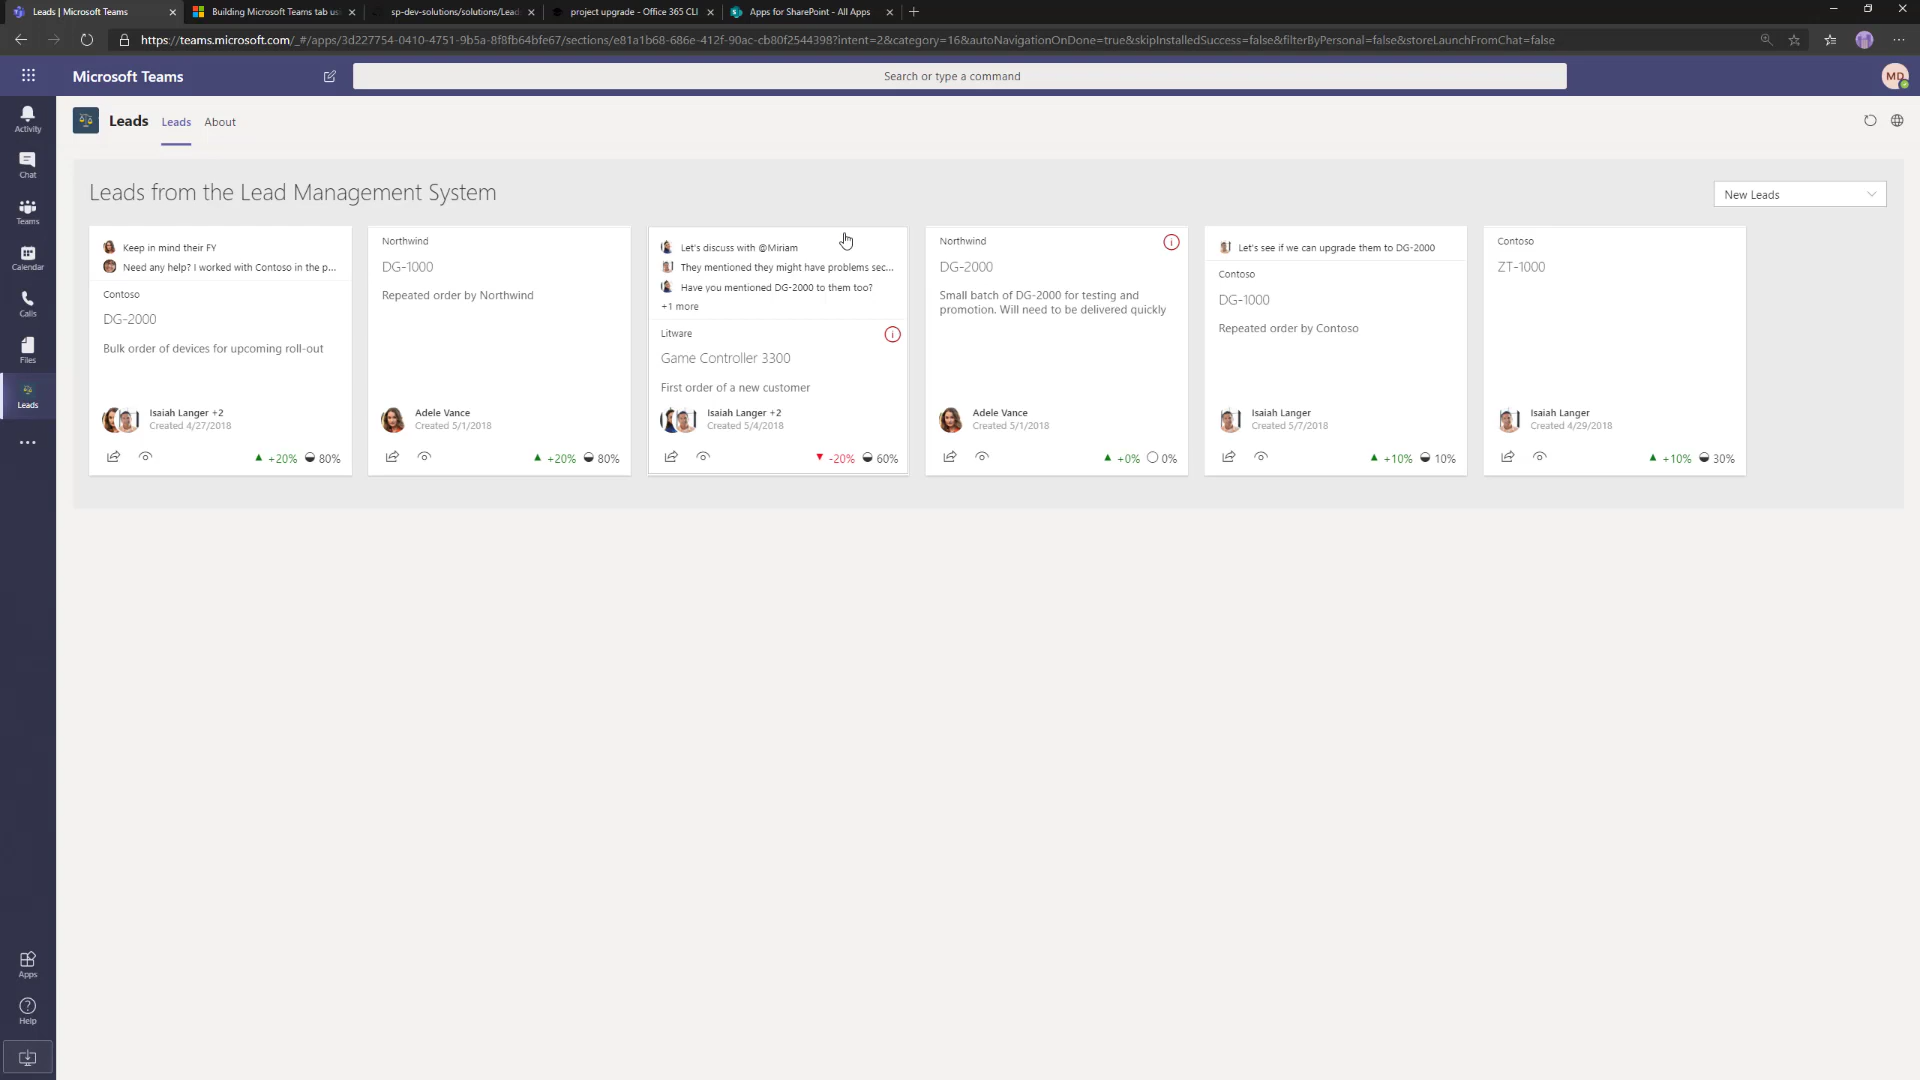 Leads | Microsoft Teams
Building Microsoft Teams tab us
sp-dev-solutions/solutions/Lead
project upgrade - Office 365 CLI
Apps for SharePoint - All Apps
https://teams.microsoft.com/_#/apps/3d227754-0410-4751-9b5a-8f8fb64bfe67/sections/e81a1b68-686e-412f-90ac-cb80f2544398?intent=2&category=16&autoNavigationOnDone=true&skipInstalledSuccess=false&filterByPersonal=false&storeLaunchFromChat=false
Microsoft Teams
Search or type a command
MD
Activity
Chat
Teams
Calendar
Calls
Files
Leads
Apps
Help
Leads
Leads
About
Leads from the Lead Management System
New Leads
Keep in mind their FY
Need any help? I worked with Contoso in the p...
Contoso
DG-2000
Bulk order of devices for upcoming roll-out
Isaiah Langer +2
Created 4/27/2018
+20%
80%
Northwind
DG-1000
Repeated order by Northwind
Adele Vance
Created 5/1/2018
+20%
80%
Let's discuss with @Miriam
They mentioned they might have problems sec...
Have you mentioned DG-2000 to them too?
+1 more
Litware
Game Controller 3300
First order of a new customer
Isaiah Langer +2
Created 5/4/2018
-20%
60%
Northwind
DG-2000
Small batch of DG-2000 for testing and
promotion. Will need to be delivered quickly
Adele Vance
Created 5/1/2018
+0%
0%
Let's see if we can upgrade them to DG-2000
Contoso
DG-1000
Repeated order by Contoso
Isaiah Langer
Created 5/7/2018
+10%
10%
Contoso
ZT-1000
Isaiah Langer
Created 4/29/2018
+10%
30%